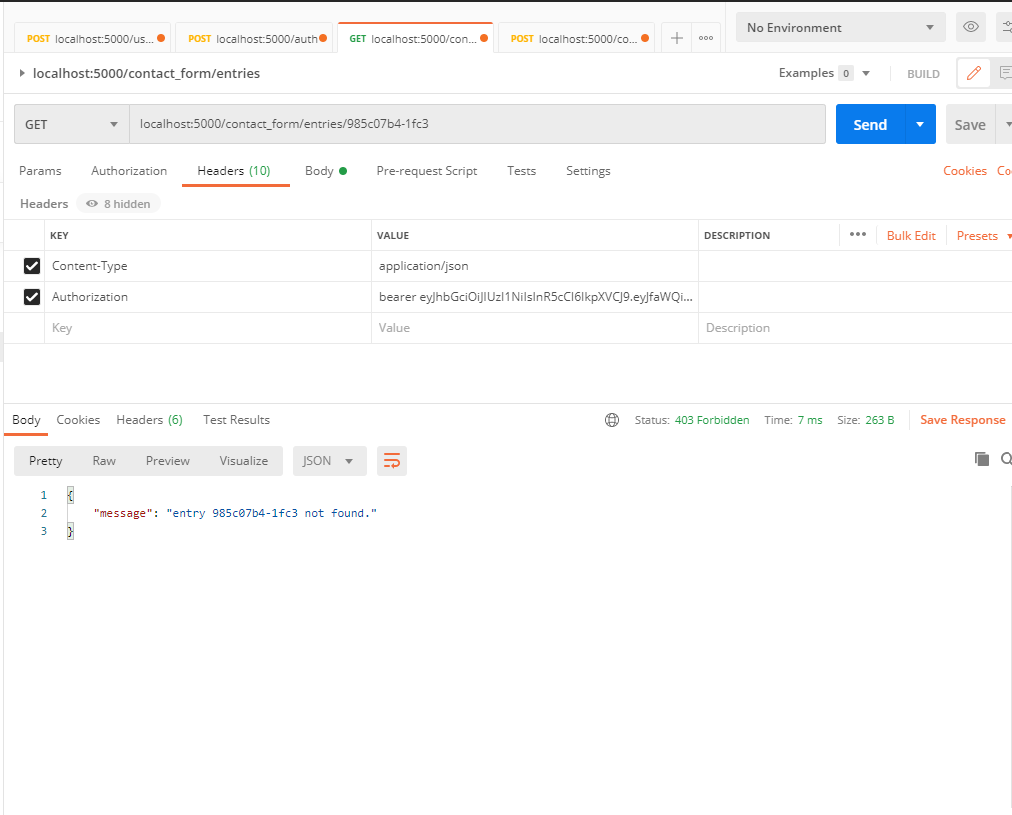 POST localhost:5000/us...
POST localhost:5000/auth
GET localhost:5000/con...
POST localhost:5000/co...
No Environment
localhost:5000/contact_form/entries
Examples 0
BUILD
GET
localhost:5000/contact_form/entries/985c07b4-1fc3
Send
Save
Params
Authorization
Headers (10)
Body
Pre-request Script
Tests
Settings
Cookies
Co
Headers
8 hidden
KEY
VALUE
DESCRIPTION
Bulk Edit
Presets
Content-Type
application/json
Authorization
bearer eyJhbGciOiJIUzI1NiIsInR5cCI6IkpXVCJ9.eyJfaWQi...
Key
Value
Description
Body
Cookies
Headers (6)
Test Results
Status: 403 Forbidden
Time: 7 ms
Size: 263 B
Save Response
Pretty
Raw
Preview
Visualize
JSON
1 {
2 "message": "entry 985c07b4-1fc3 not found."
3 }